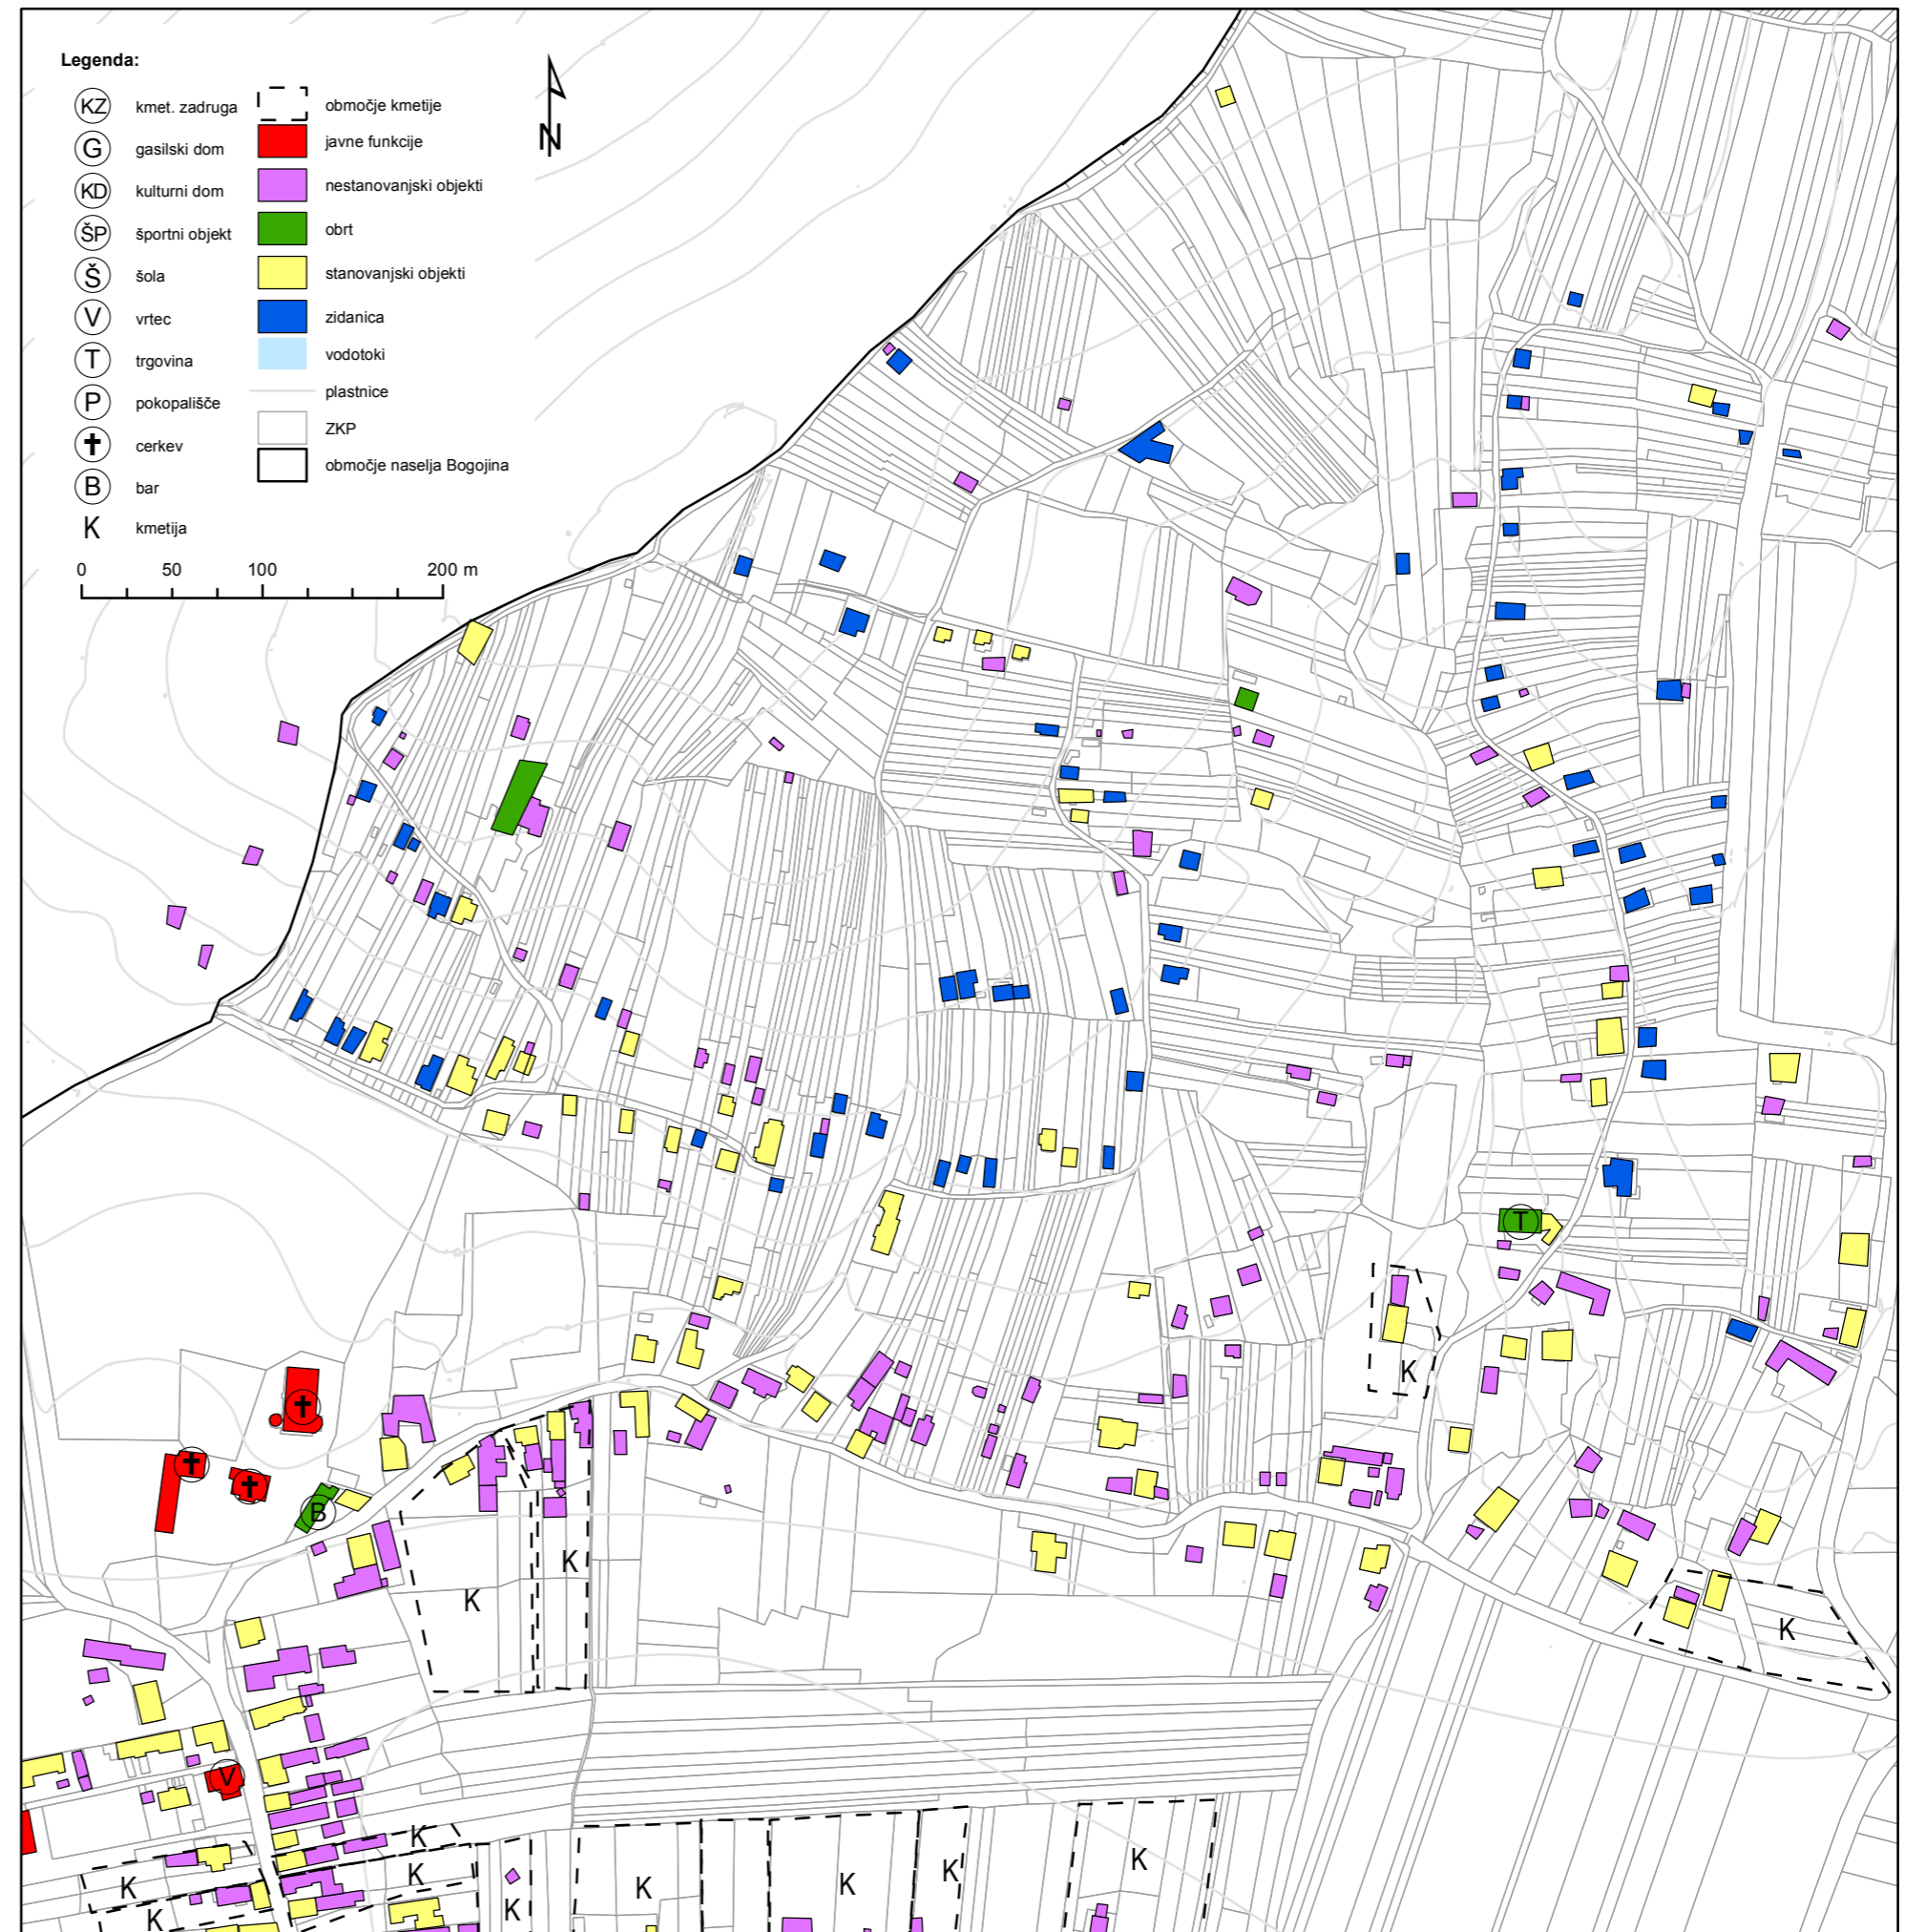 Legenda:
KZ kmet. zadruga
G gasilski dom
KD kulturni dom
ŠP športni objekt
Š šola
V vrtec
T trgovina
P pokopališče
cerkev
B bar
K kmetija
območje kmetije
javne funkcije
nestanovanjski objekti
obrt
stanovanjski objekti
zidanica
vodotoki
plastnice
ZKP
območje naselja Bogojina
N
0 50 100 200 m
T
K
B
K
K
K
V
K
K
K
K
K
K
K
K
K